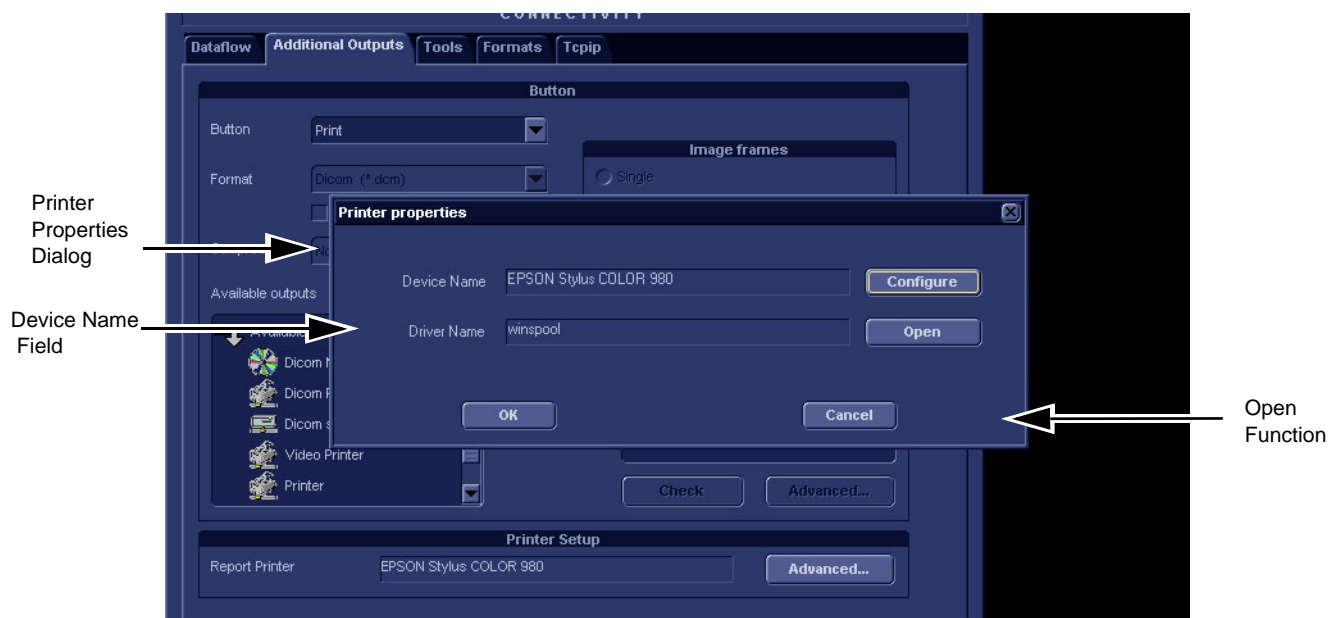 CONNECTIVITY
Dataflow Additional Outputs Tools Formats Tcpip
Button
Button Print
Image frames
Format Dicom (*.dcm) Single
Printer
Properties
Dialog
Printer properties
Device Name EPSON Stylus COLOR 980 Configure
Available outputs
Device Name
Field
Driver Name winspool Open
Dicom
Dicom
Dicom
OK Cancel
Open
Function
Video Printer
Printer
Check Advanced...
Printer Setup
Report Printer EPSON Stylus COLOR 980 Advanced...